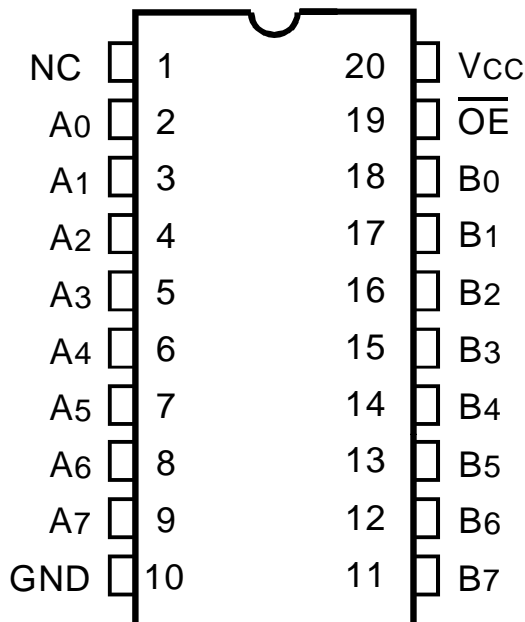 NC 1 20 VCC
A0 2 19 O̅E̅
A1 3 18 B0
A2 4 17 B1
A3 5 16 B2
A4 6 15 B3
A5 7 14 B4
A6 8 13 B5
A7 9 12 B6
GND 10 11 B7